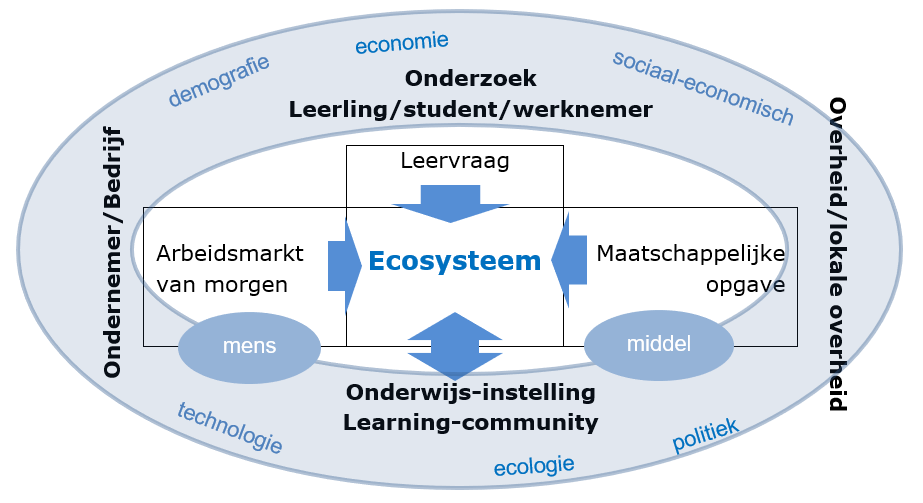 economie
demografie
sociaal-economisch
Onderzoek
Leerling/student/werknemer
Ondernemer/Bedrijf
Overheid/lokale overheid
Leervraag
Arbeidsmarkt
van morgen
Ecosysteem
Maatschappelijke
opgave
mens
middel
Onderwijs-instelling
Learning-community
technologie
politiek
ecologie